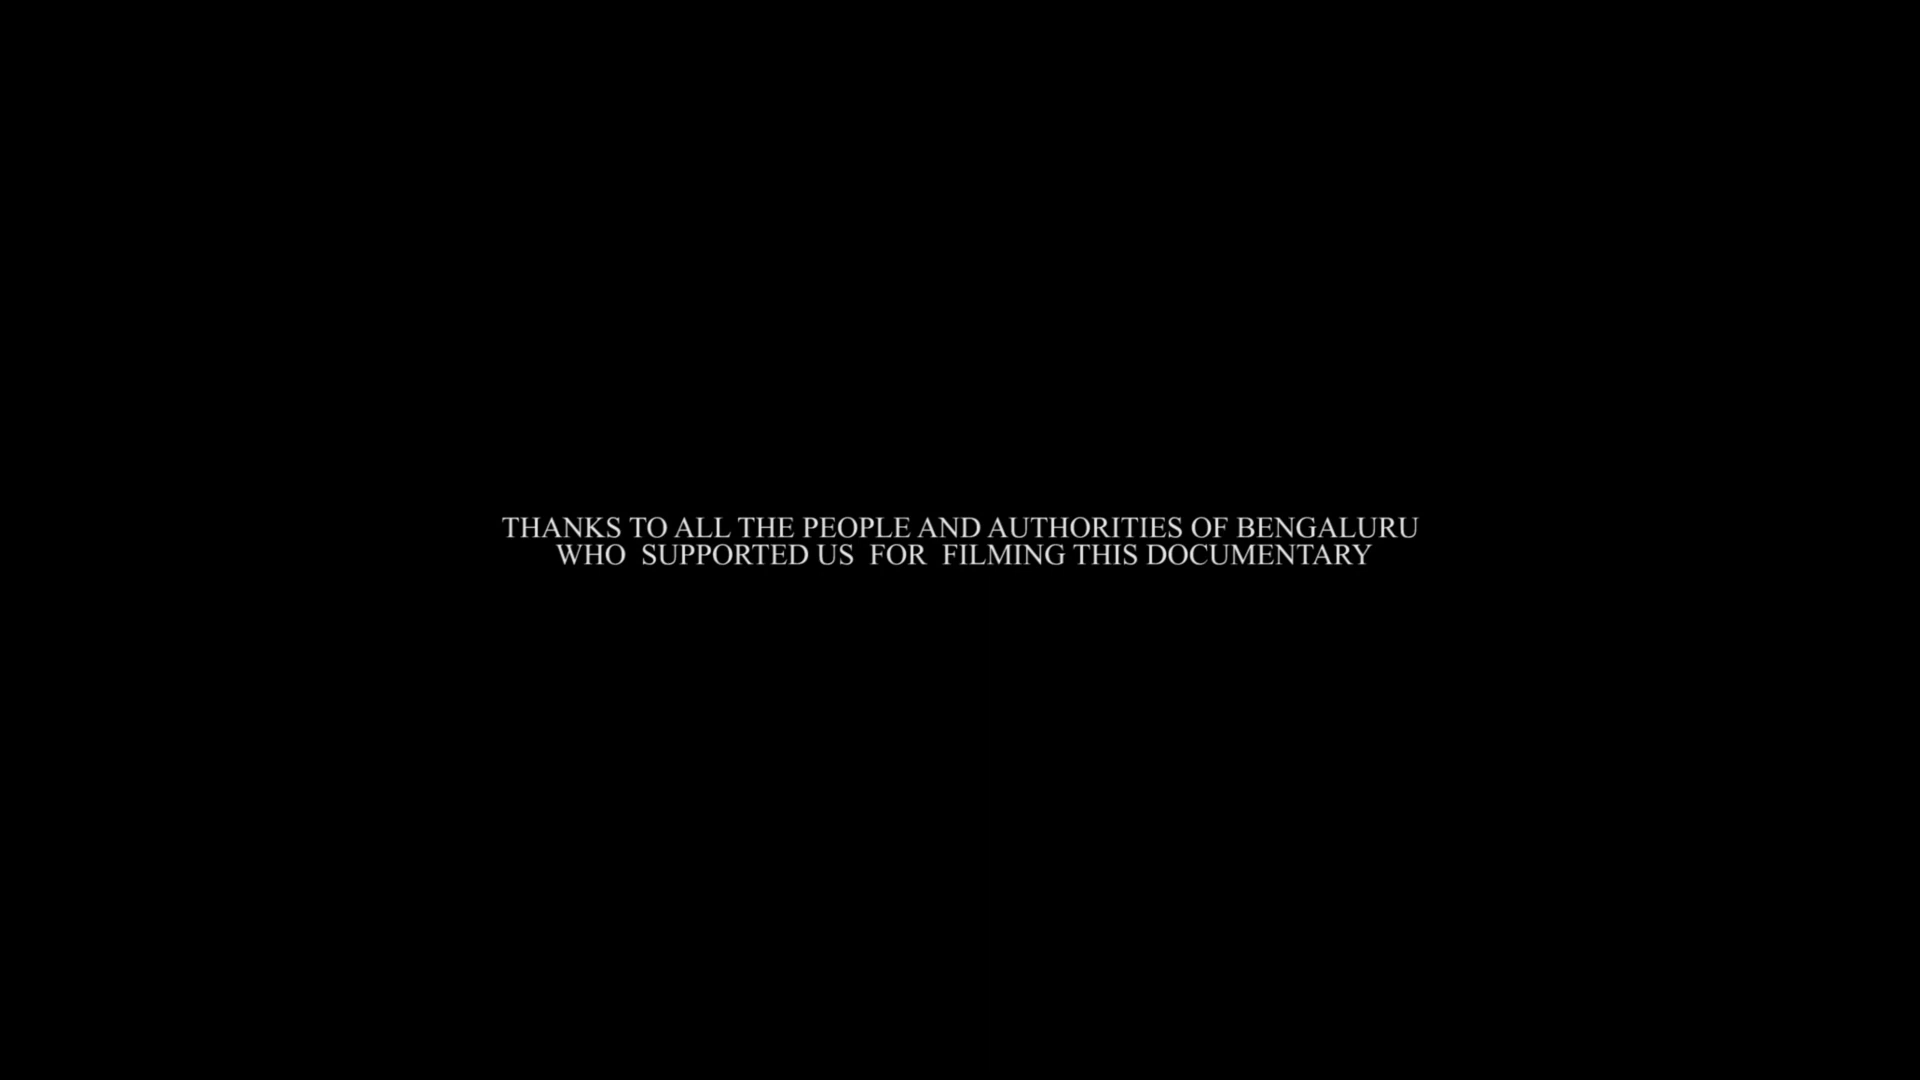 THANKS TO ALL THE PEOPLE AND AUTHORITIES OF BENGALURU
WHO  SUPPORTED US  FOR  FILMING THIS DOCUMENTARY